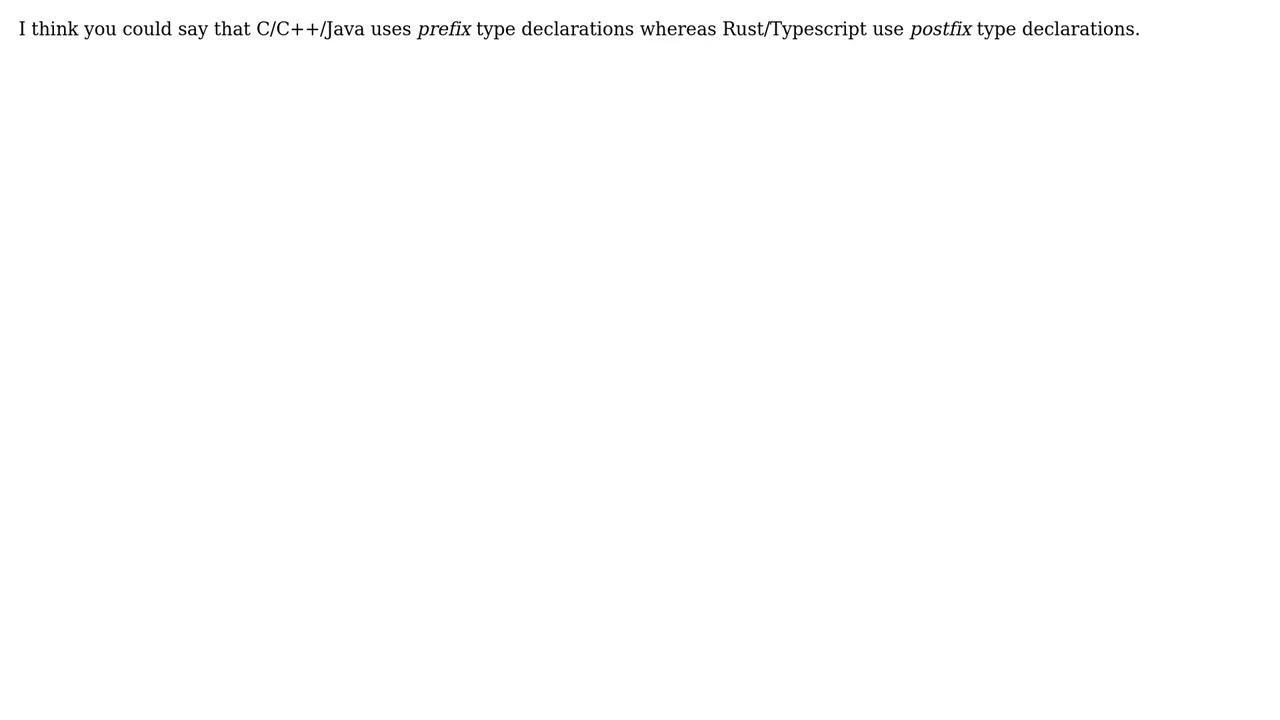 I think you could say that C/C++/Java uses prefix type declarations whereas Rust/Typescript use postfix type declarations.